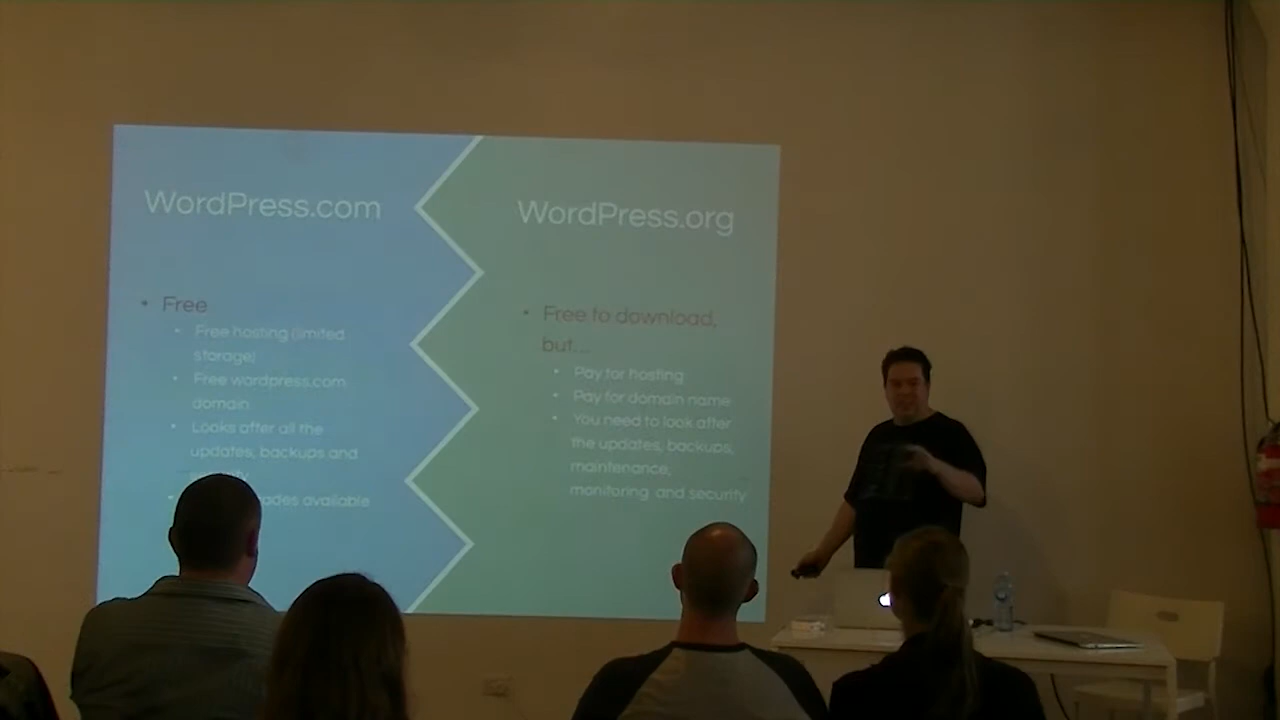 WordPress.com
• Free
• Free hosting (limited
storage)
• Free wordpress.com
domain
• Looks after all the
updates, backups and
• available
WordPress.org
• Free to download,
but...
• Pay for hosting
• Pay for domain name
• You need to look after
the updates, backups,
maintenance,
monitoring and security